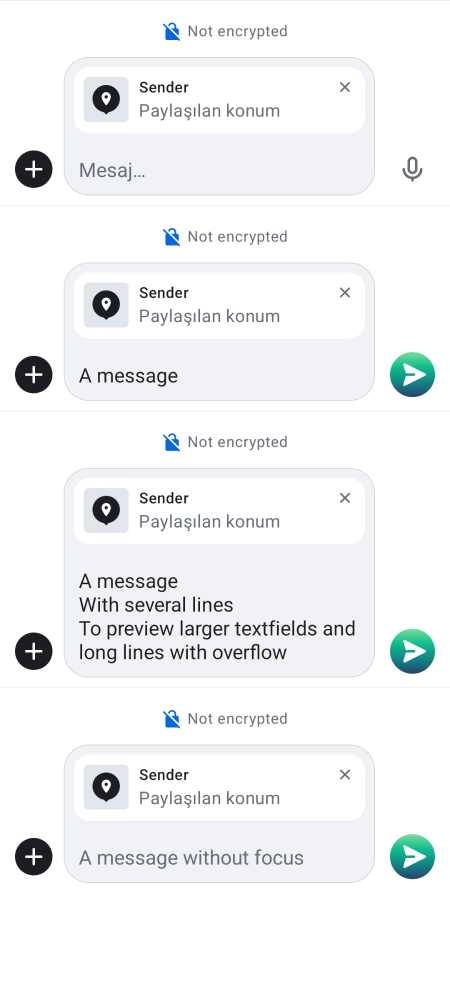 Not encrypted
Sender
Paylaşılan konum
Mesaj…
Not encrypted
Sender
Paylaşılan konum
A message
Not encrypted
Sender
Paylaşılan konum
A message
With several lines
To preview larger textfields and
long lines with overflow
Not encrypted
Sender
Paylaşılan konum
A message without focus